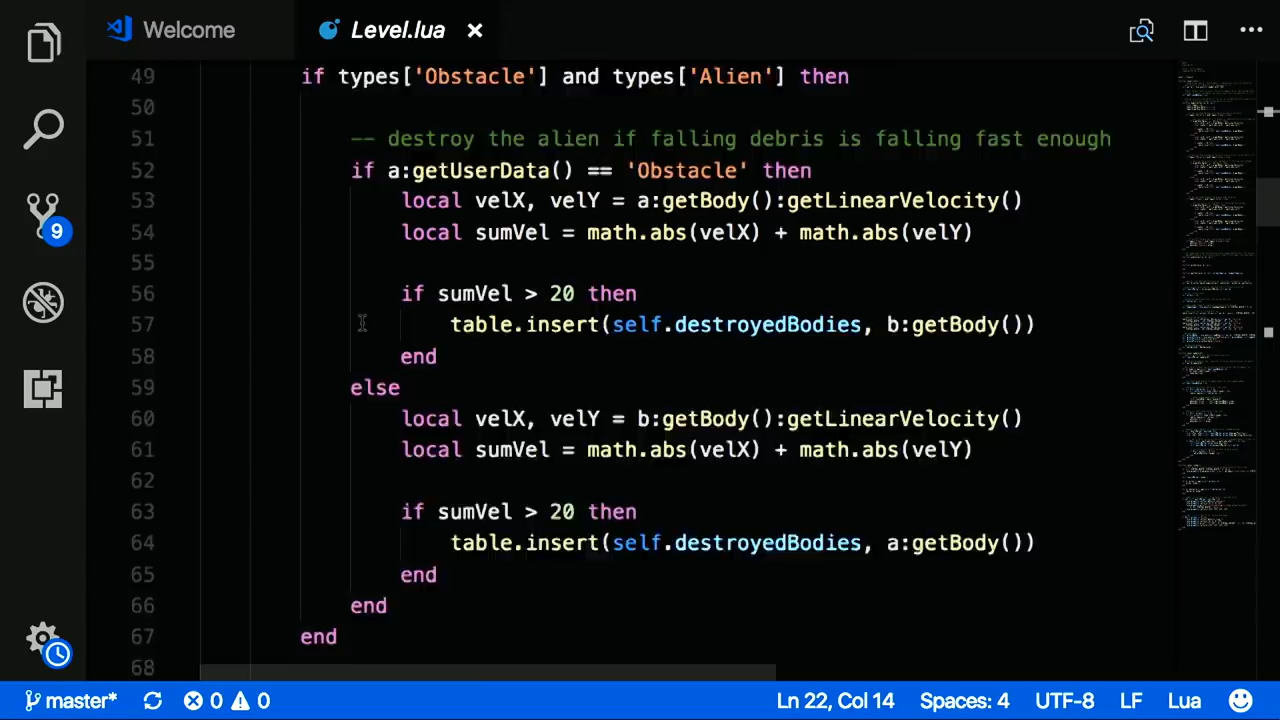 Welcome
Level.lua
49 if types['Obstacle'] and types['Alien'] then
50
51 -- destroy the alien if falling debris is falling fast enough
52 if a:getUserData() == 'Obstacle' then
53 local velX, velY = a:getBody():getLinearVelocity()
54 local sumVel = math.abs(velX) + math.abs(velY)
55
56 if sumVel > 20 then
57 table.insert(self.destroyedBodies, b:getBody())
58 end
59 else
60 local velX, velY = b:getBody():getLinearVelocity()
61 local sumVel = math.abs(velX) + math.abs(velY)
62
63 if sumVel > 20 then
64 table.insert(self.destroyedBodies, a:getBody())
65 end
66 end
67 end
68
9
master* 0 0 Ln 22, Col 14 Spaces: 4 UTF-8 LF Lua